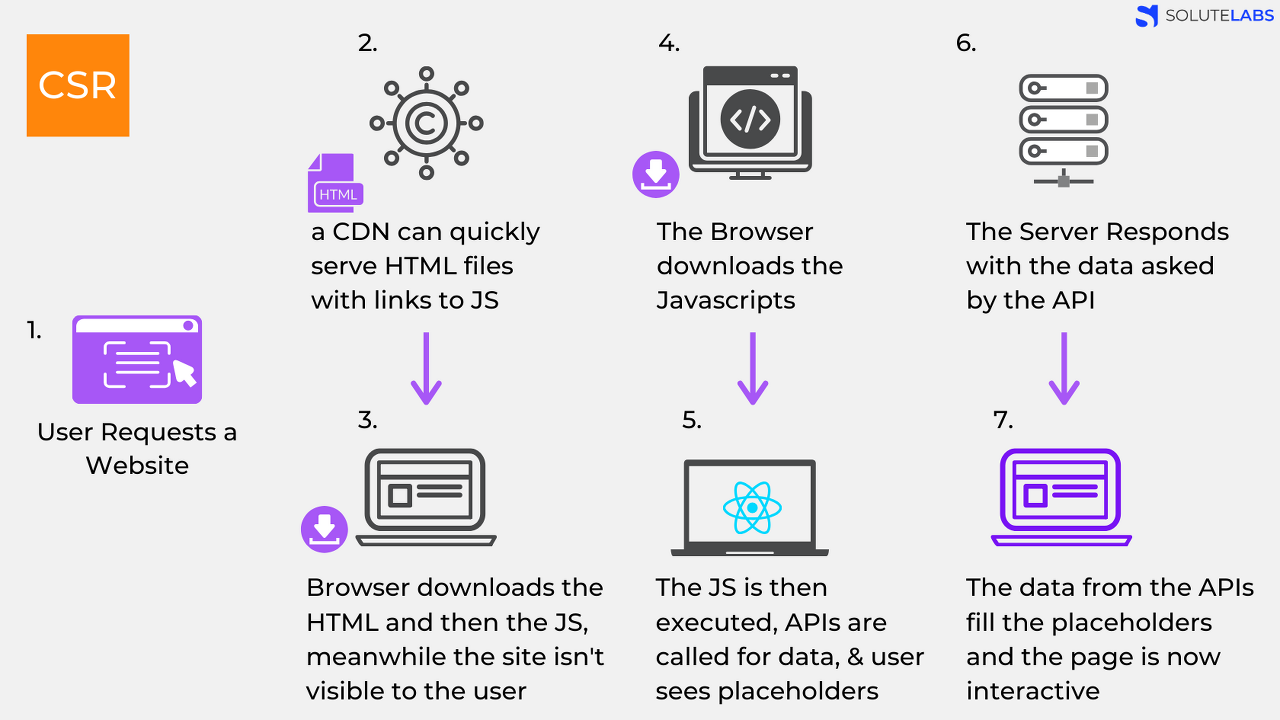 SOLUTELABS
CSR
1.
User Requests a
Website
2.
C
HTML
a CDN can quickly
serve HTML files
with links to JS
3.
Browser downloads the
HTML and then the JS,
meanwhile the site isn't
visible to the user
4.
</>
The Browser
downloads the
Javascripts
5.
The JS is then
executed, APIs are
called for data, & user
sees placeholders
6.
The Server Responds
with the data asked
by the API
7.
The data from the APIs
fill the placeholders
and the page is now
interactive